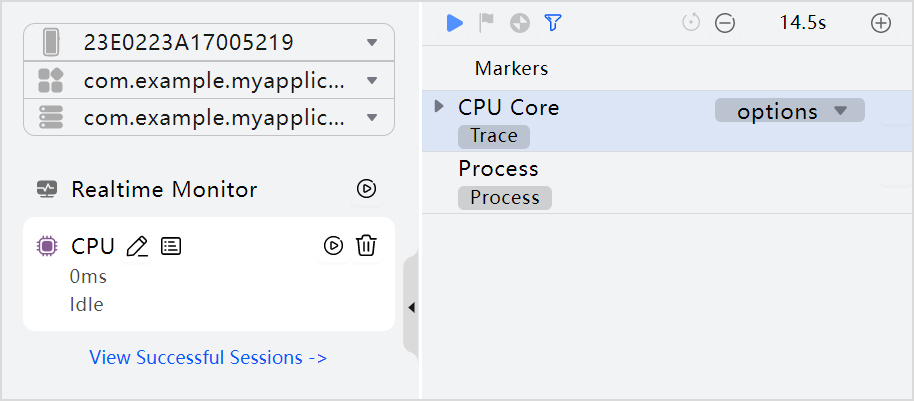 23E0223A17005219
com.example.myapplic...
com.example.myapplic...
Realtime Monitor
CPU
0ms
Idle
View Successful Sessions ->
14.5s
Markers
CPU Core
options
Trace
Process
Process